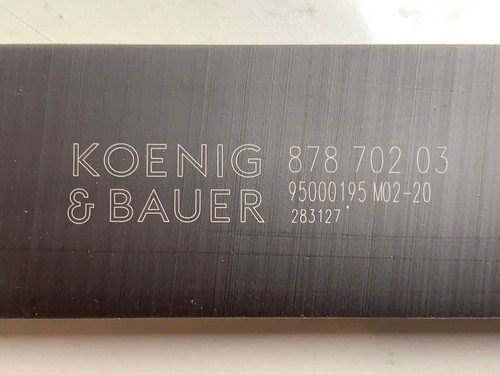 KOENIG
& BAUER
878 702 03
95000195 M02-20
283127